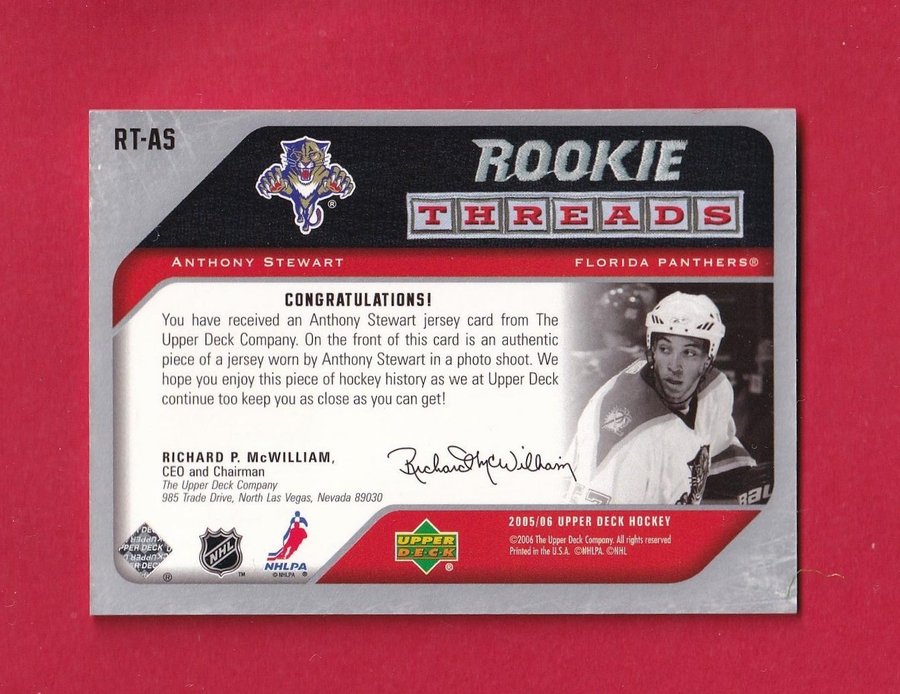 RT-AS
®
ROOKIE
THREADS
ANTHONY STEWART
FLORIDA PANTHERS®
CONGRATULATIONS!
You have received an Anthony Stewart jersey card from The
Upper Deck Company. On the front of this card is an authentic
piece of a jersey worn by Anthony Stewart in a photo shoot. We
hope you enjoy this piece of hockey history as we at Upper Deck
continue too keep you as close as you can get!
RICHARD P. McWILLIAM,
CEO and Chairman
The Upper Deck Company
985 Trade Drive, North Las Vegas, Nevada 89030
Richard McWilliam
®
NHL
™
NHLPA
©NHLPA ®
UPPER
DECK
®
2005/06 UPPER DECK HOCKEY
©2006 The Upper Deck Company. All rights reserved
Printed in the U.S.A. ©NHLPA. ©NHL